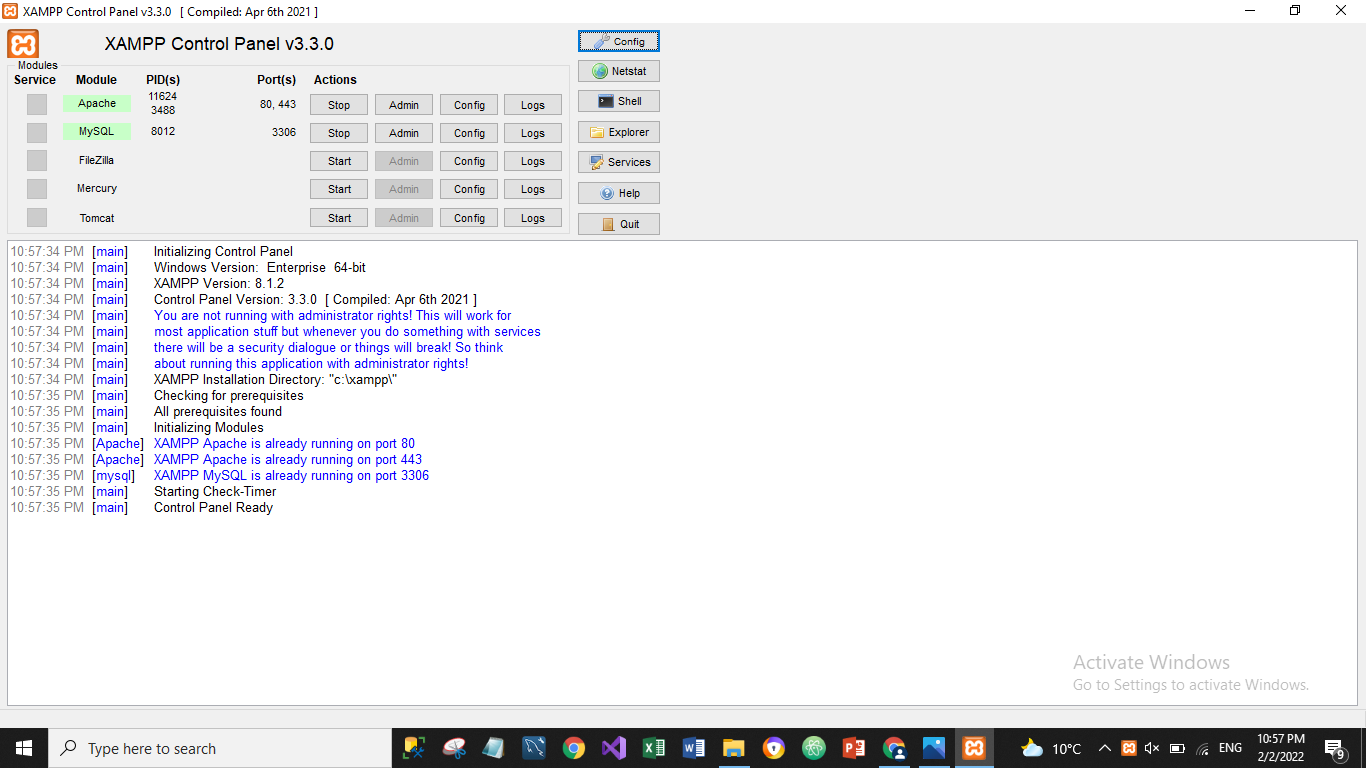 XAMPP Control Panel v3.3.0 [ Compiled: Apr 6th 2021 ]
XAMPP Control Panel v3.3.0
Config
Modules
Service Module PID(s) Port(s) Actions
Netstat
Apache 11624 3488 80, 443 Stop Admin Config Logs
Shell
MySQL 8012 3306 Stop Admin Config Logs
Explorer
FileZilla Start Admin Config Logs
Services
Mercury Start Admin Config Logs
Help
Tomcat Start Admin Config Logs
Quit
10:57:34 PM [main] Initializing Control Panel
10:57:34 PM [main] Windows Version: Enterprise 64-bit
10:57:34 PM [main] XAMPP Version: 8.1.2
10:57:34 PM [main] Control Panel Version: 3.3.0 [ Compiled: Apr 6th 2021 ]
10:57:34 PM [main] You are not running with administrator rights! This will work for
10:57:34 PM [main] most application stuff but whenever you do something with services
10:57:34 PM [main] there will be a security dialogue or things will break! So think
10:57:34 PM [main] about running this application with administrator rights!
10:57:34 PM [main] XAMPP Installation Directory: "c:\xampp\"
10:57:35 PM [main] Checking for prerequisites
10:57:35 PM [main] All prerequisites found
10:57:35 PM [main] Initializing Modules
10:57:35 PM [Apache] XAMPP Apache is already running on port 80
10:57:35 PM [Apache] XAMPP Apache is already running on port 443
10:57:35 PM [mysql] XAMPP MySQL is already running on port 3306
10:57:35 PM [main] Starting Check-Timer
10:57:35 PM [main] Control Panel Ready
Activate Windows
Go to Settings to activate Windows.
Type here to search
10°C
ENG
10:57 PM
2/2/2022
9